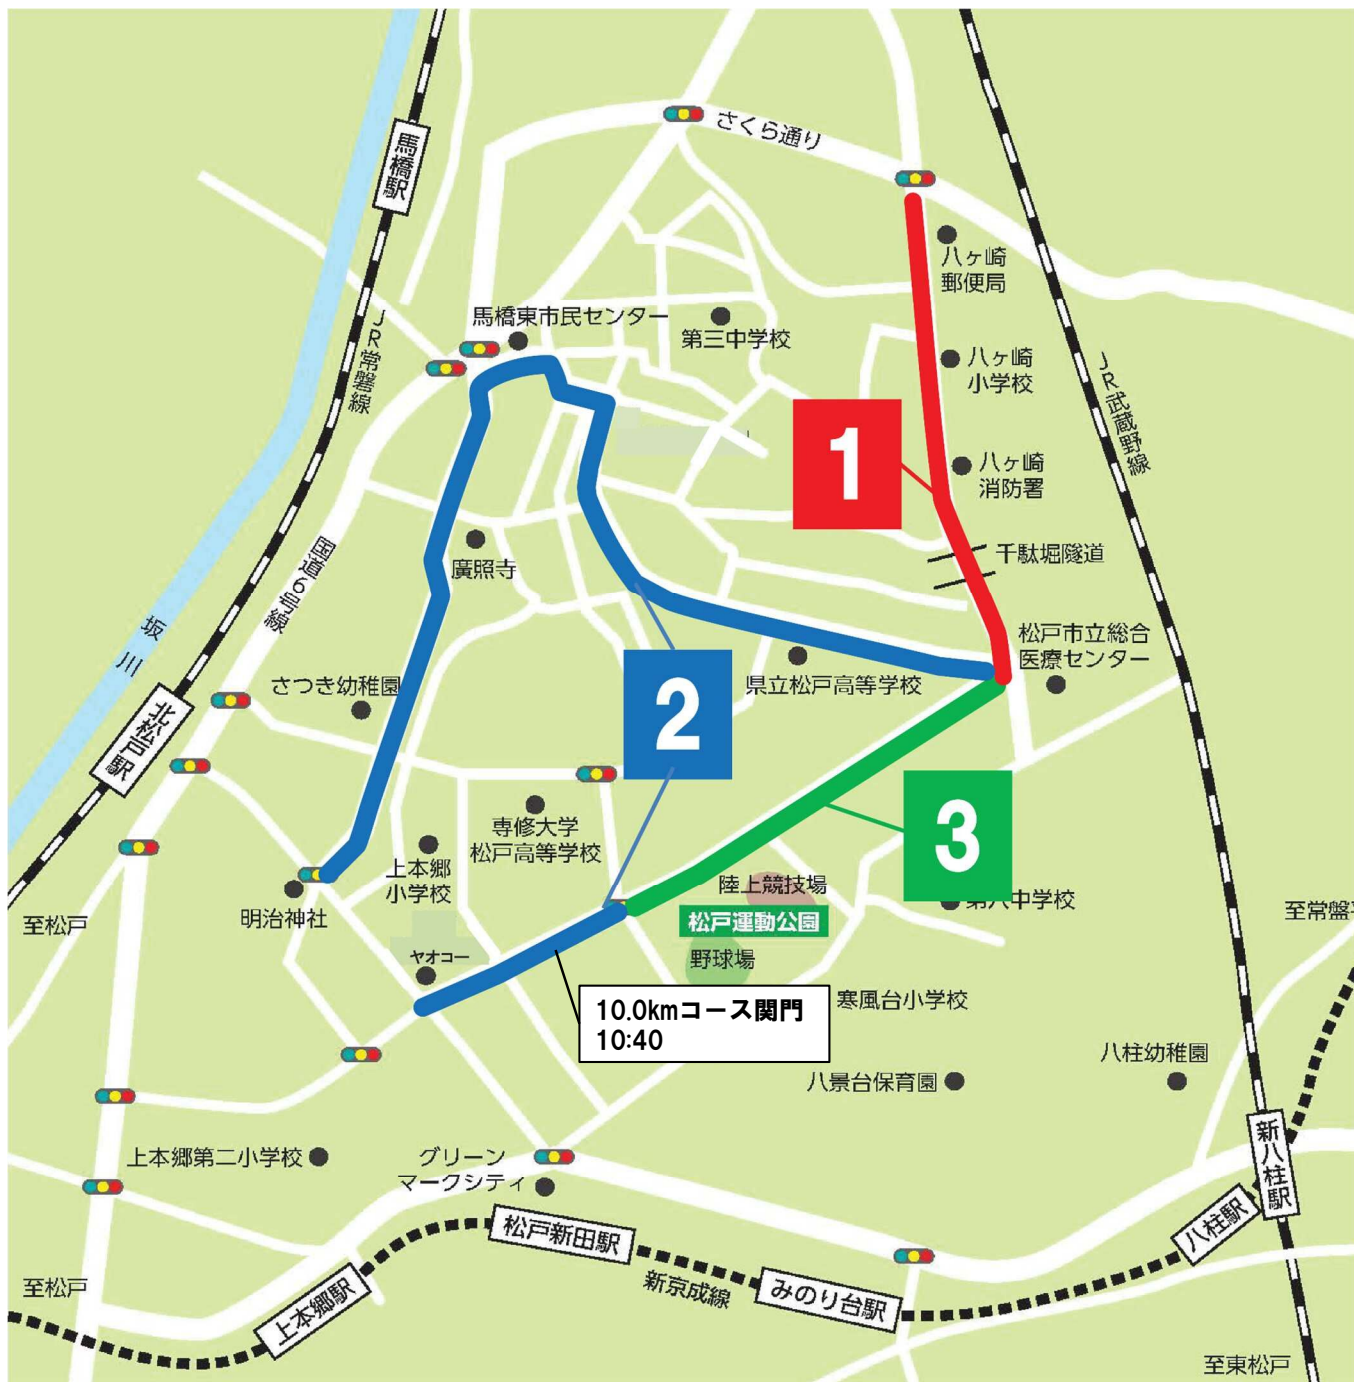 さくら通り
馬橋駅
八ヶ崎
郵便局
馬橋東市民センター
第三中学校
JR常磐線
八ヶ崎
小学校
JR武蔵野線
1
八ヶ崎
消防署
廣照寺
国道6号線
千駄堀隧道
坂川
松戸市立総合
医療センター
さつき幼稚園
県立松戸高等学校
2
北松戸駅
専修大学
松戸高等学校
3
上本郷
小学校
陸上競技場
第八中学校
明治神社
至松戸
松戸運動公園
至常盤平
ヤオコー
野球場
10.0kmコース関門
10:40
寒風台小学校
八柱幼稚園
八景台保育園
上本郷第二小学校
グリーン
マークシティ
新八柱駅
八柱駅
松戸新田駅
新京成線
みのり台駅
至松戸
上本郷駅
至東松戸